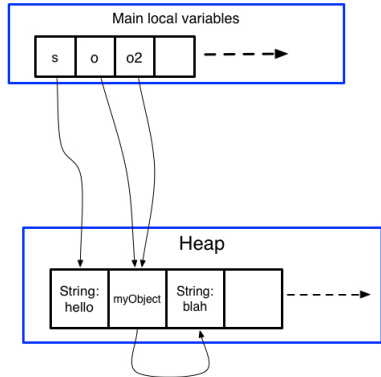 Main local variables
s
o
o2
Heap
String:
hello
myObject
String:
blah